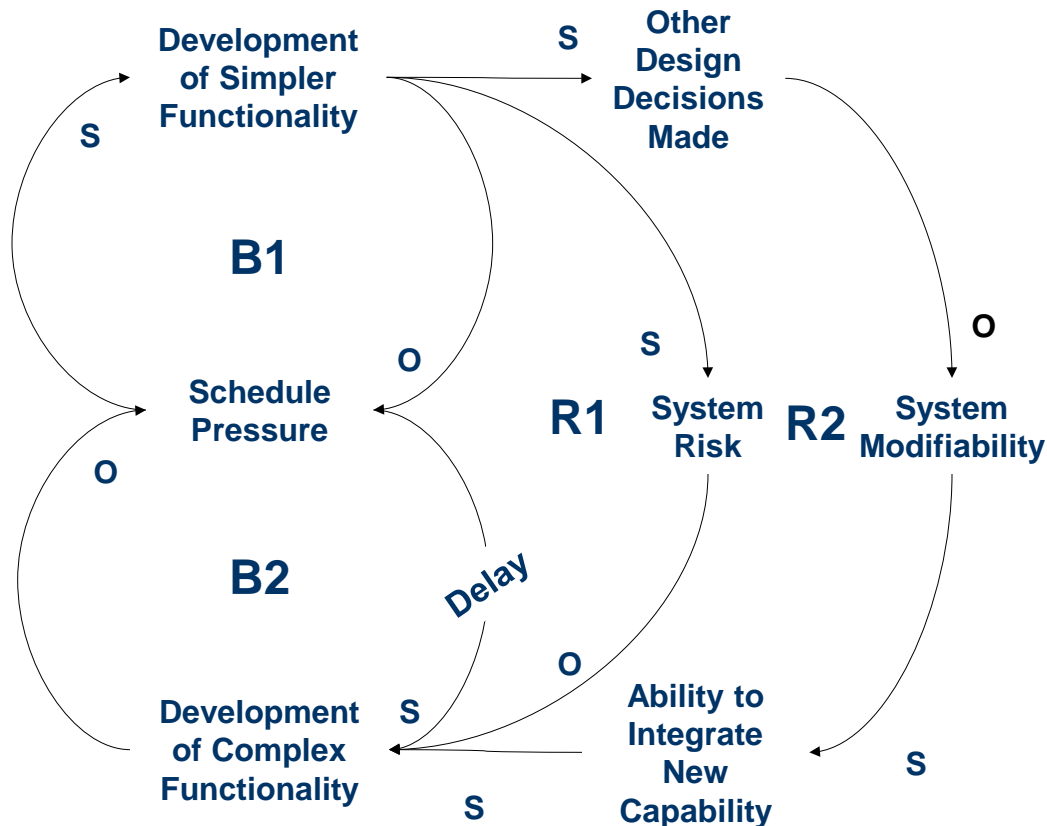 Development
of Simpler
Functionality
S
Other
Design
Decisions
Made
S
B1
O
S
O
Schedule
Pressure
R1
System
Risk
R2
System
Modifiability
O
B2
Delay
O
S
Development
of Complex
Functionality
Ability to
Integrate
New
Capability
S
S